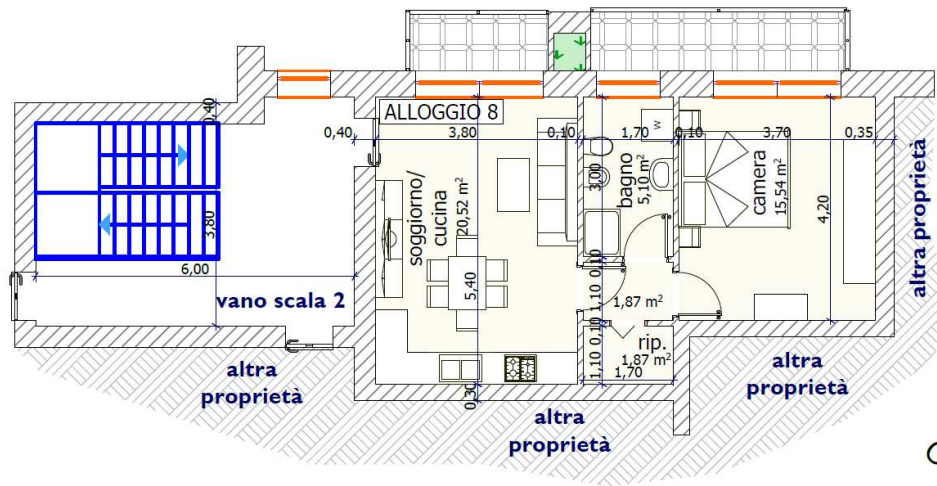 ALLOGGIO 8
0,40
0,40
3,80
0,10
1,70
0,10
3,70
0,35
W
3,00
bagno
5,10 m²
camera
15,54 m²
4,20
soggiorno/
cucina
20,52 m²
5,40
3,80
6,00
vano scala 2
0,10
1,10
0,10
1,10
1,87 m²
rip.
1,87 m²
1,70
0,30
altra
proprietà
altra
proprietà
altra
proprietà
altra proprietà